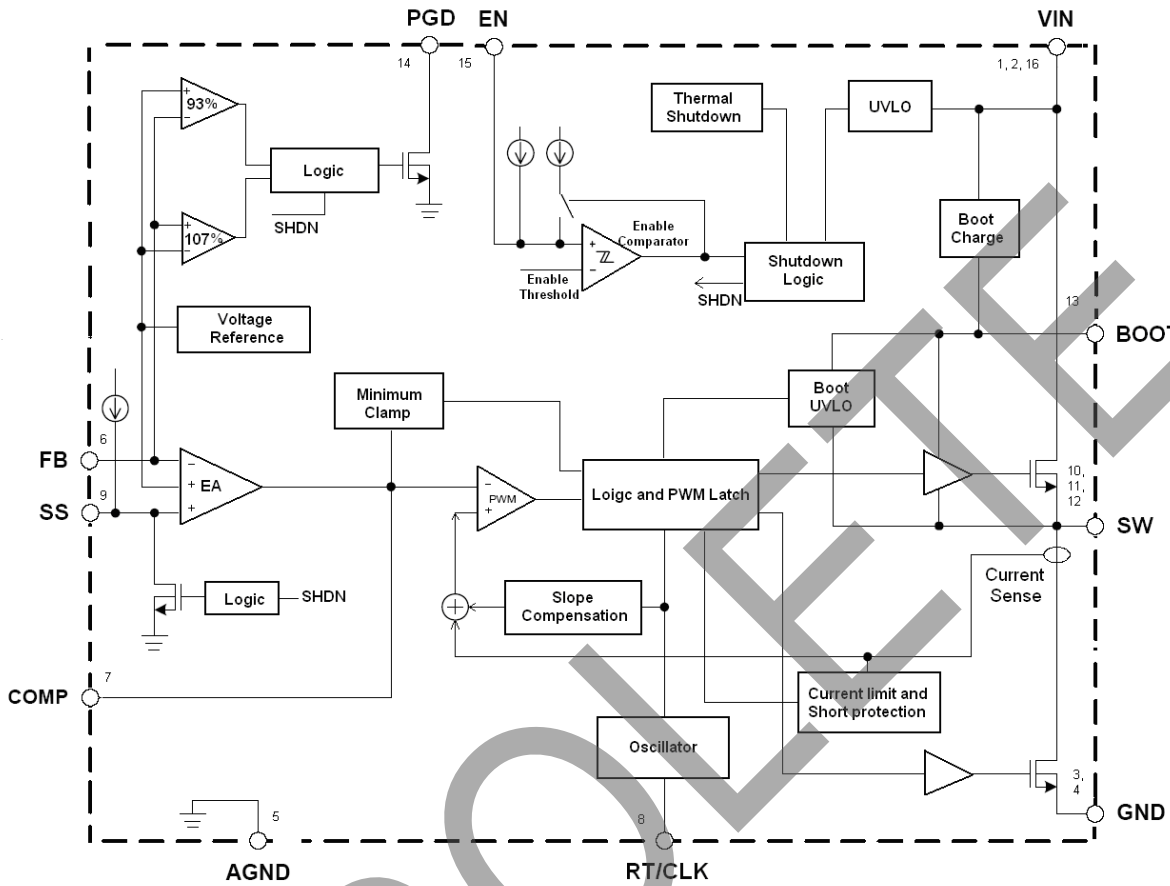 PGD EN VIN
14 15 1, 2, 16
+ 93% −
Thermal
Shutdown
UVLO
Logic
SHDN
+ 107% −
Enable
Comparator
+ −
Enable
Threshold
Boot
Charge
Shutdown
Logic
SHDN
13
BOOT
Voltage
Reference
Minimum
Clamp
Boot
UVLO
6
FB
9
SS
− + + EA
− PWM +
Loigc and PWM Latch
10,
11,
12
SW
Current
Sense
Logic SHDN
+
Slope
Compensation
7
COMP
Current limit and
Short protection
Oscillator
3,
4
GND
5
AGND
8
RT/CLK
OBSOLETE